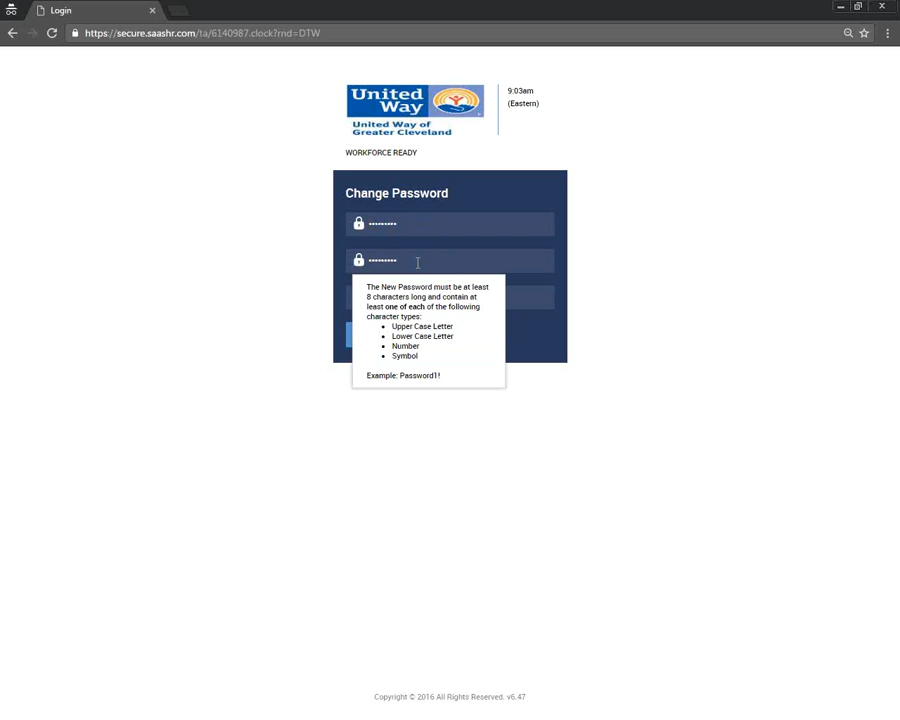 Login
https://secure.saashr.com/ta/6140987.clock?rnd=DTW
United
Way
United Way of
Greater Cleveland
9:03am
(Eastern)
WORKFORCE READY
Change Password
•••••••••
•••••••••
The New Password must be at least
8 characters long and contain at
least one of each of the following
character types:
• Upper Case Letter
• Lower Case Letter
• Number
• Symbol
Example: Password1!
Copyright © 2016 All Rights Reserved. v6.47